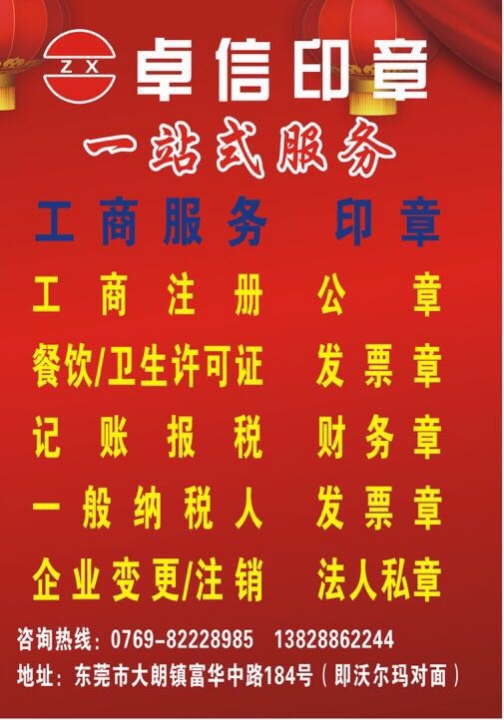 ZX 卓信印章
一站式服务
工商服务 印章
工商注册 公章
餐饮/卫生许可证 发票章
记账报税 财务章
一般纳税人 发票章
企业变更/注销 法人私章
咨询热线：0769-82228985 13828862244
地址：东莞市大朗镇富华中路184号（即沃尔玛对面）